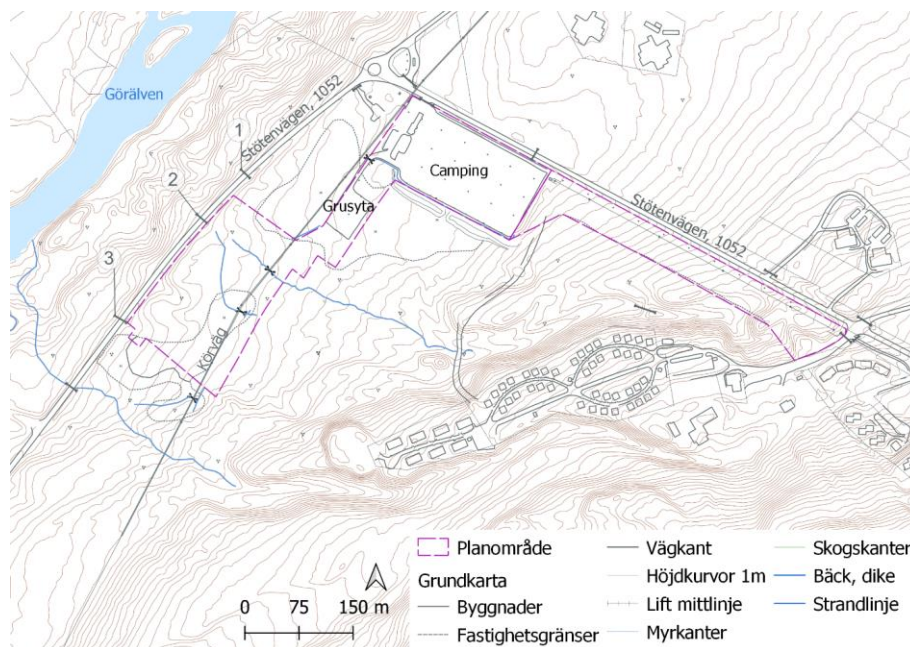 Görälven
1
Stötenvägen, 1052
2
3
Camping
Grusyta
Stötenvägen, 1052
Körväg
0 75 150 m
Planområde
Grundkarta
Byggnader
Fastighetsgränser
Vägkant
Höjdkurvor 1m
Lift mittlinje
Myrkanter
Skogskanter
Bäck, dike
Strandlinje